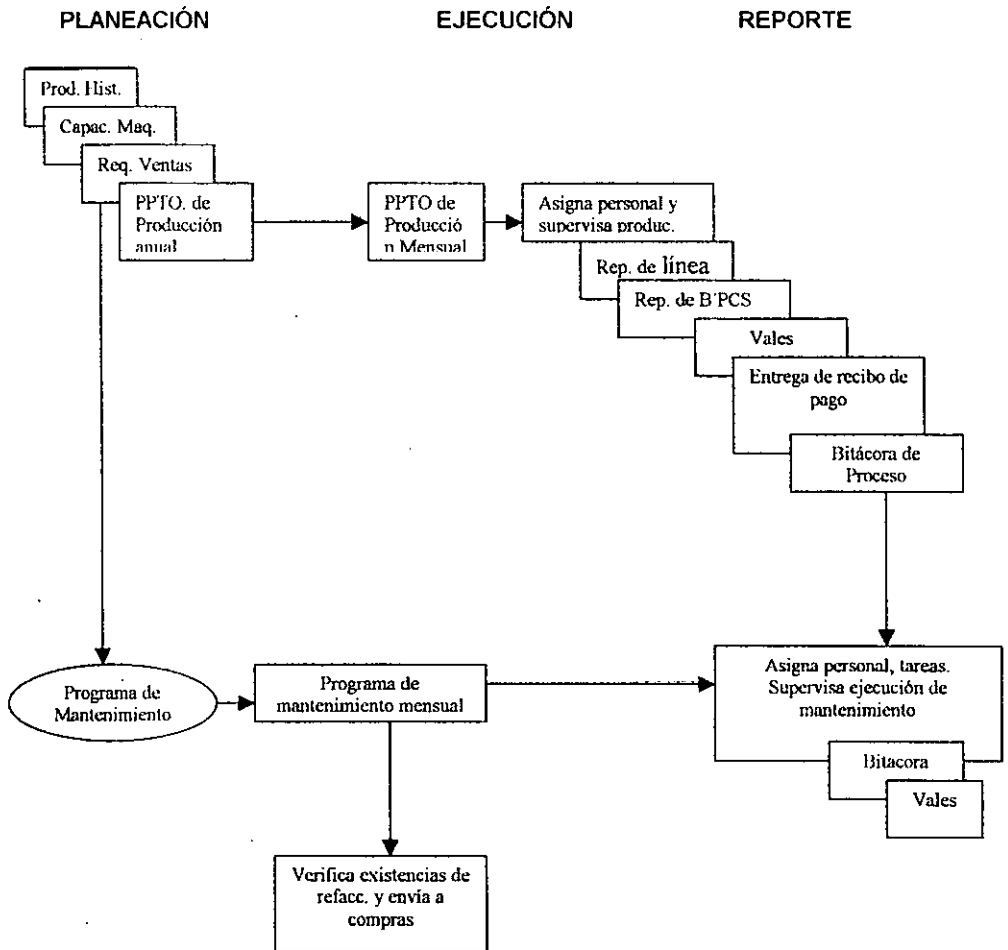 PLANEACIÓN
EJECUCIÓN
REPORTE
Prod. Hist.
Capac. Maq.
Req. Ventas
PPTO. de
Producción
anual
PPTO de
Producció
n Mensual
Asigna personal y
supervisa produc.
Rep. de línea
Rep. de B'PCS
Vales
Entrega de recibo de
pago
Bitácora de
Proceso
Programa de
Mantenimiento
Programa de
mantenimiento mensual
Asigna personal, tareas.
Supervisa ejecución de
mantenimiento
Bitacora
Vales
Verifica existencias de
refacc. y envía a
compras